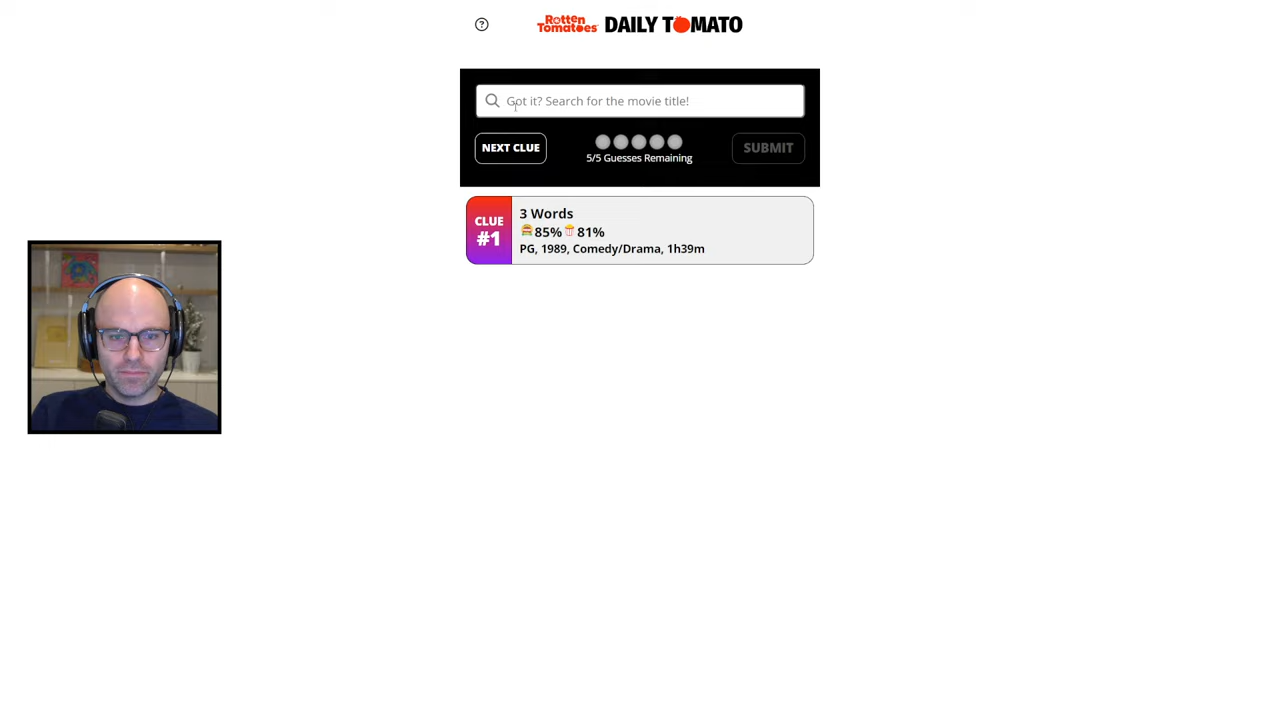 ?
Rotten Tomatoes DAILY TOMATO
Got it? Search for the movie title!
NEXT CLUE
5/5 Guesses Remaining
SUBMIT
CLUE #1
3 Words
85% 81%
PG, 1989, Comedy/Drama, 1h39m